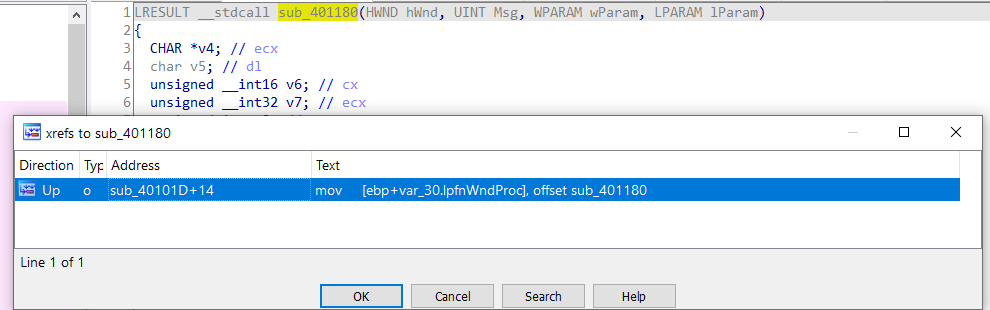 1 LRESULT __stdcall sub_401180(HWND hWnd, UINT Msg, WPARAM wParam, LPARAM lParam)
2 {
3 CHAR *v4; // ecx
4 char v5; // dl
5 unsigned __int16 v6; // cx
6 unsigned __int32 v7; // ecx
xrefs to sub_401180
Direction Typ Address Text
Up o sub_40101D+14 mov [ebp+var_30.lpfnWndProc], offset sub_401180
Line 1 of 1
OK Cancel Search Help